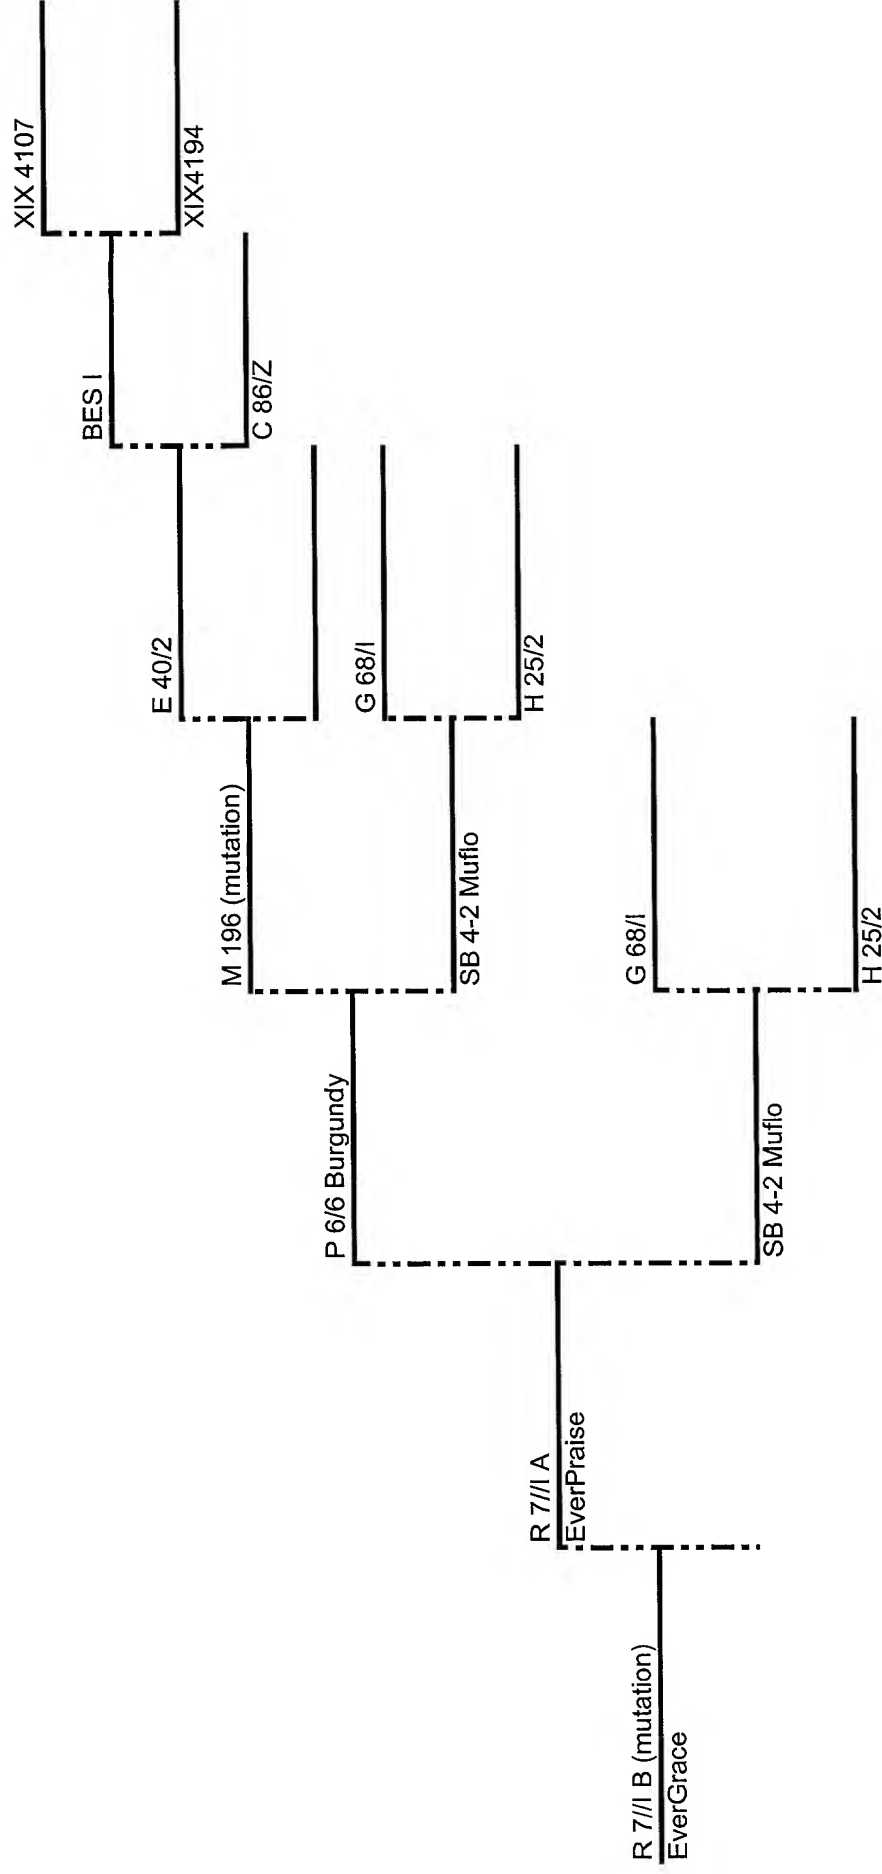 XIX 4107
XIX4194
BES I
C 86/Z
E 40/2
G 68/I
H 25/2
M 196 (mutation)
SB 4-2 Muflo
G 68/I
H 25/2
P 6/6 Burgundy
SB 4-2 Muflo
R 7//I A
EverPraise
R 7//I B (mutation)
EverGrace